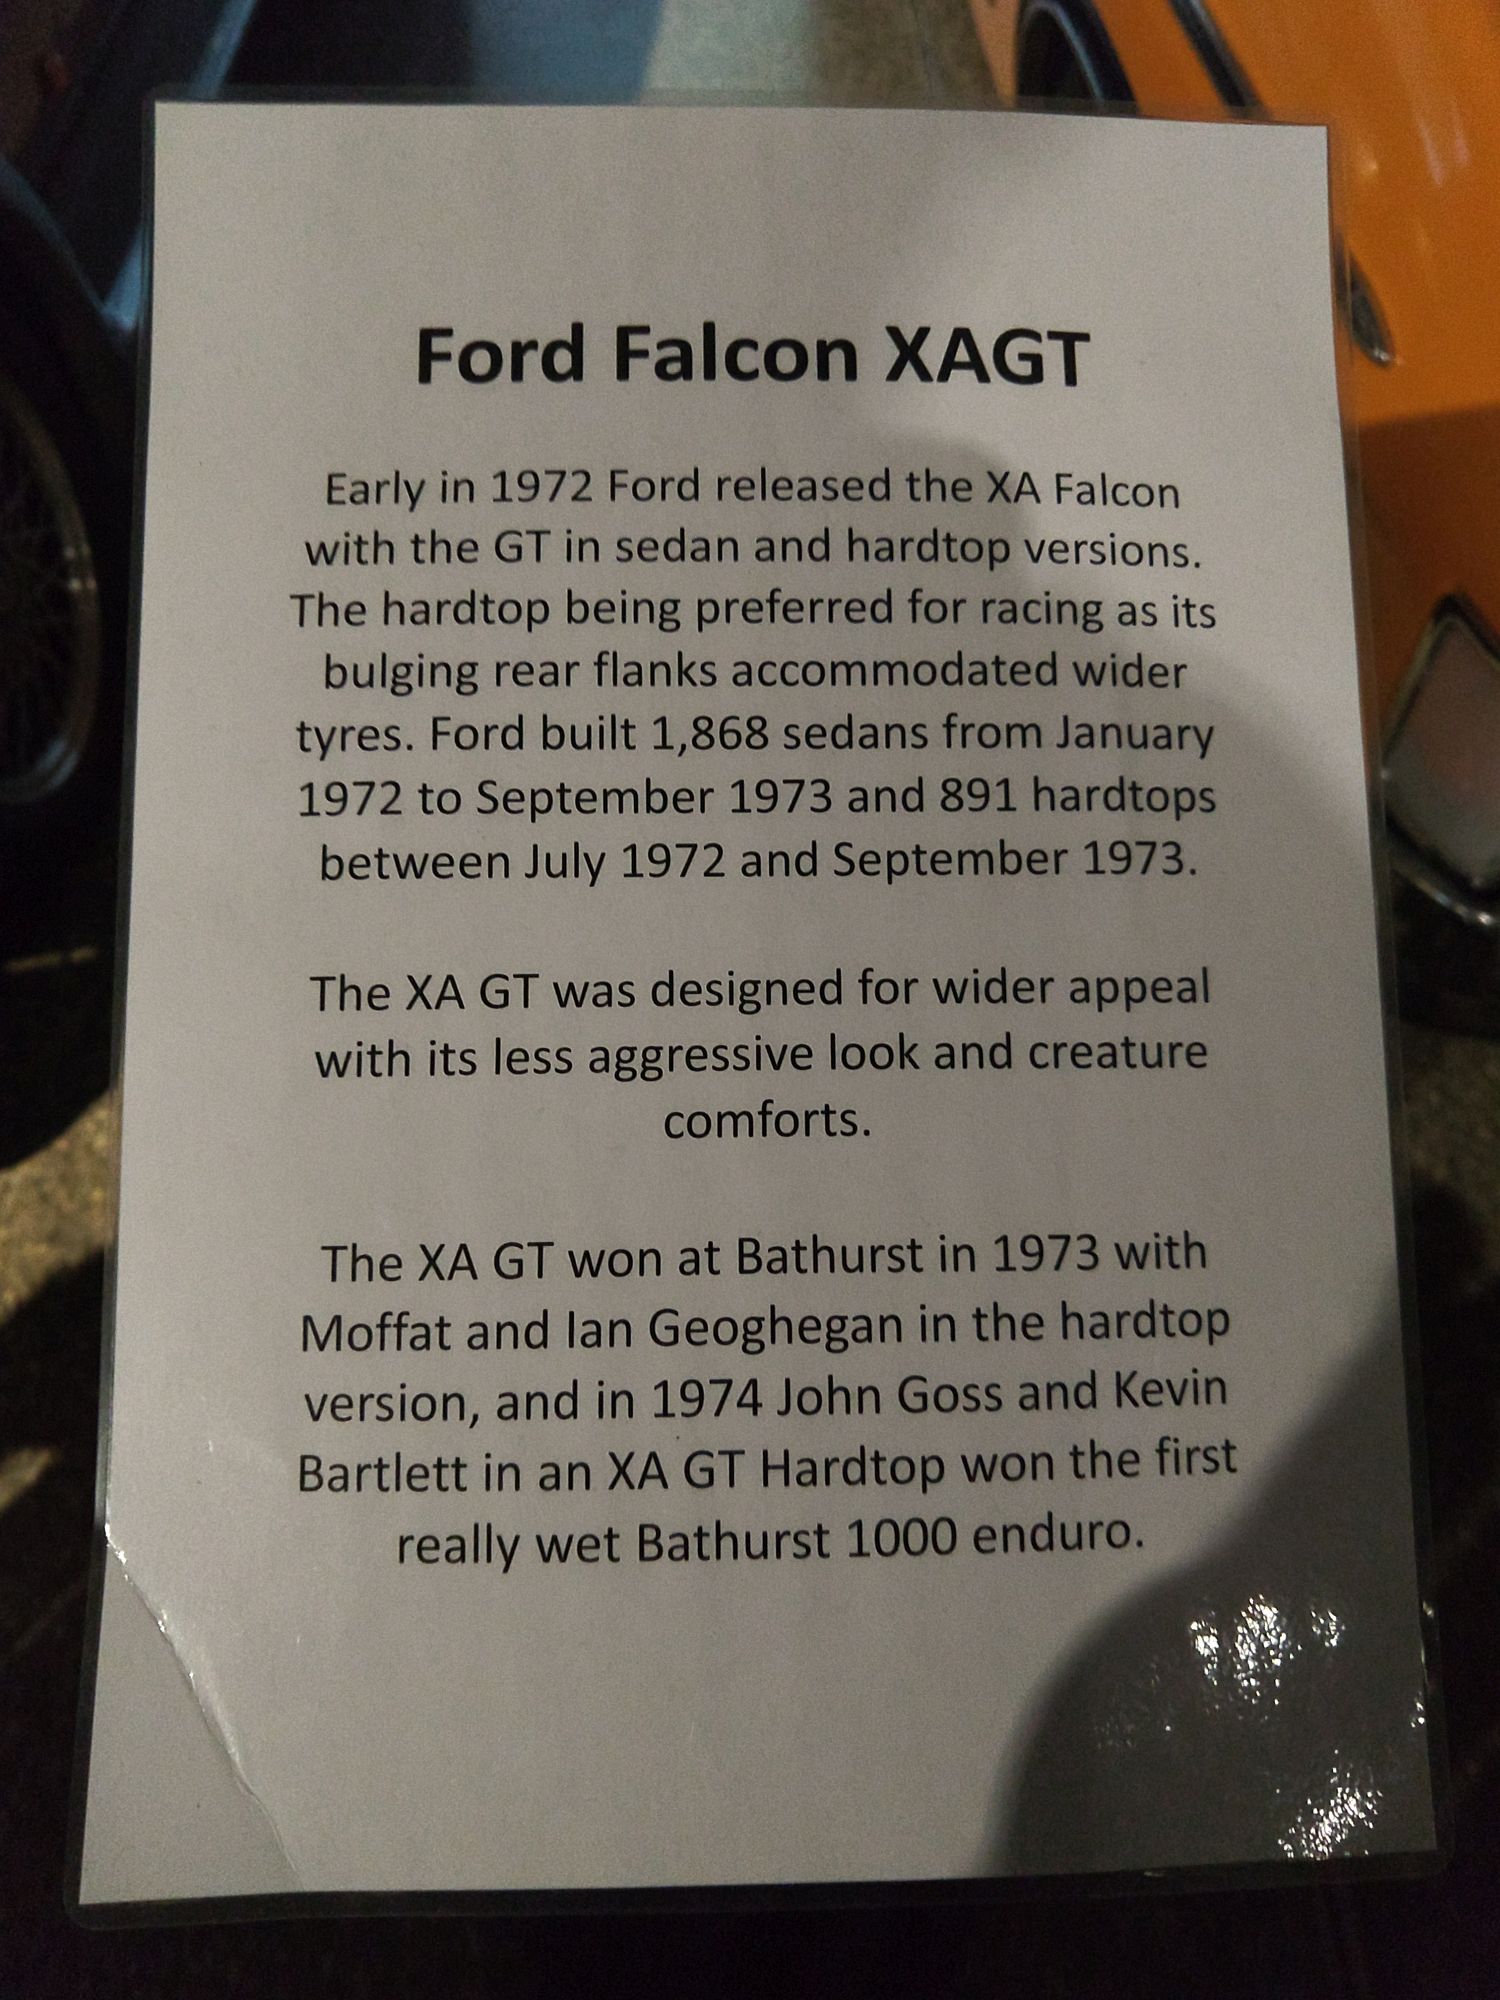 Ford Falcon XAGT
Early in 1972 Ford released the XA Falcon
with the GT in sedan and hardtop versions.
The hardtop being preferred for racing as its
bulging rear flanks accommodated wider
tyres. Ford built 1,868 sedans from January
1972 to September 1973 and 891 hardtops
between July 1972 and September 1973.
The XA GT was designed for wider appeal
with its less aggressive look and creature
comforts.
The XA GT won at Bathurst in 1973 with
Moffat and Ian Geoghegan in the hardtop
version, and in 1974 John Goss and Kevin
Bartlett in an XA GT Hardtop won the first
really wet Bathurst 1000 enduro.